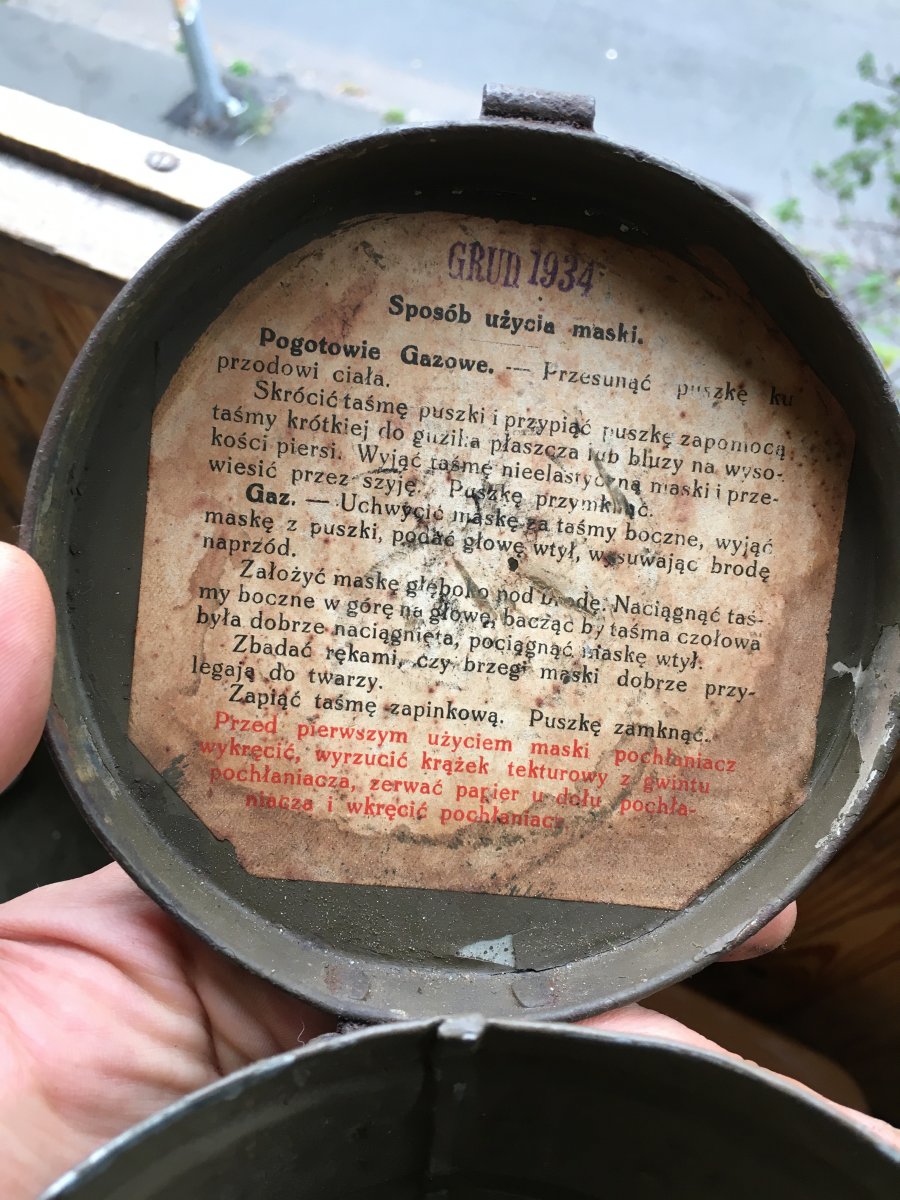 GRUD 1934
Sposób użycia maski.
Pogotowie Gazowe. — Przesunąć puszkę ku
przodowi ciała.
Skrócić taśmę puszki i przypiąć puszkę zapomocą
taśmy krótkiej do guzika płaszcza lub bluzy na wyso-
kości piersi. Wyjąć taśmę nieelastyczną maski i prze-
wiesić przez szyję. Puszkę przymknąć.
Gaz. — Uchwycić maskę za taśmy boczne, wyjąć
maskę z puszki, podać głowę wtył, wysuwając brodę
naprzód.
Założyć maskę głęboko pod brodę. Naciągnąć taś-
my boczne w górę na głowę, bacząc by taśma czołowa
była dobrze naciągnięta, pociągnąć maskę wtył.
Zbadać rękami, czy brzegi maski dobrze przy-
legają do twarzy.
Zapiąć taśmę zapinkową. Puszkę zamknąć.
Przed pierwszym użyciem maski pochłaniacz
wykręcić, wyrzucić krążek tekturowy z gwintu
pochłaniacza, zerwać papier u dołu pochła-
niacza i wkręcić pochłaniacz